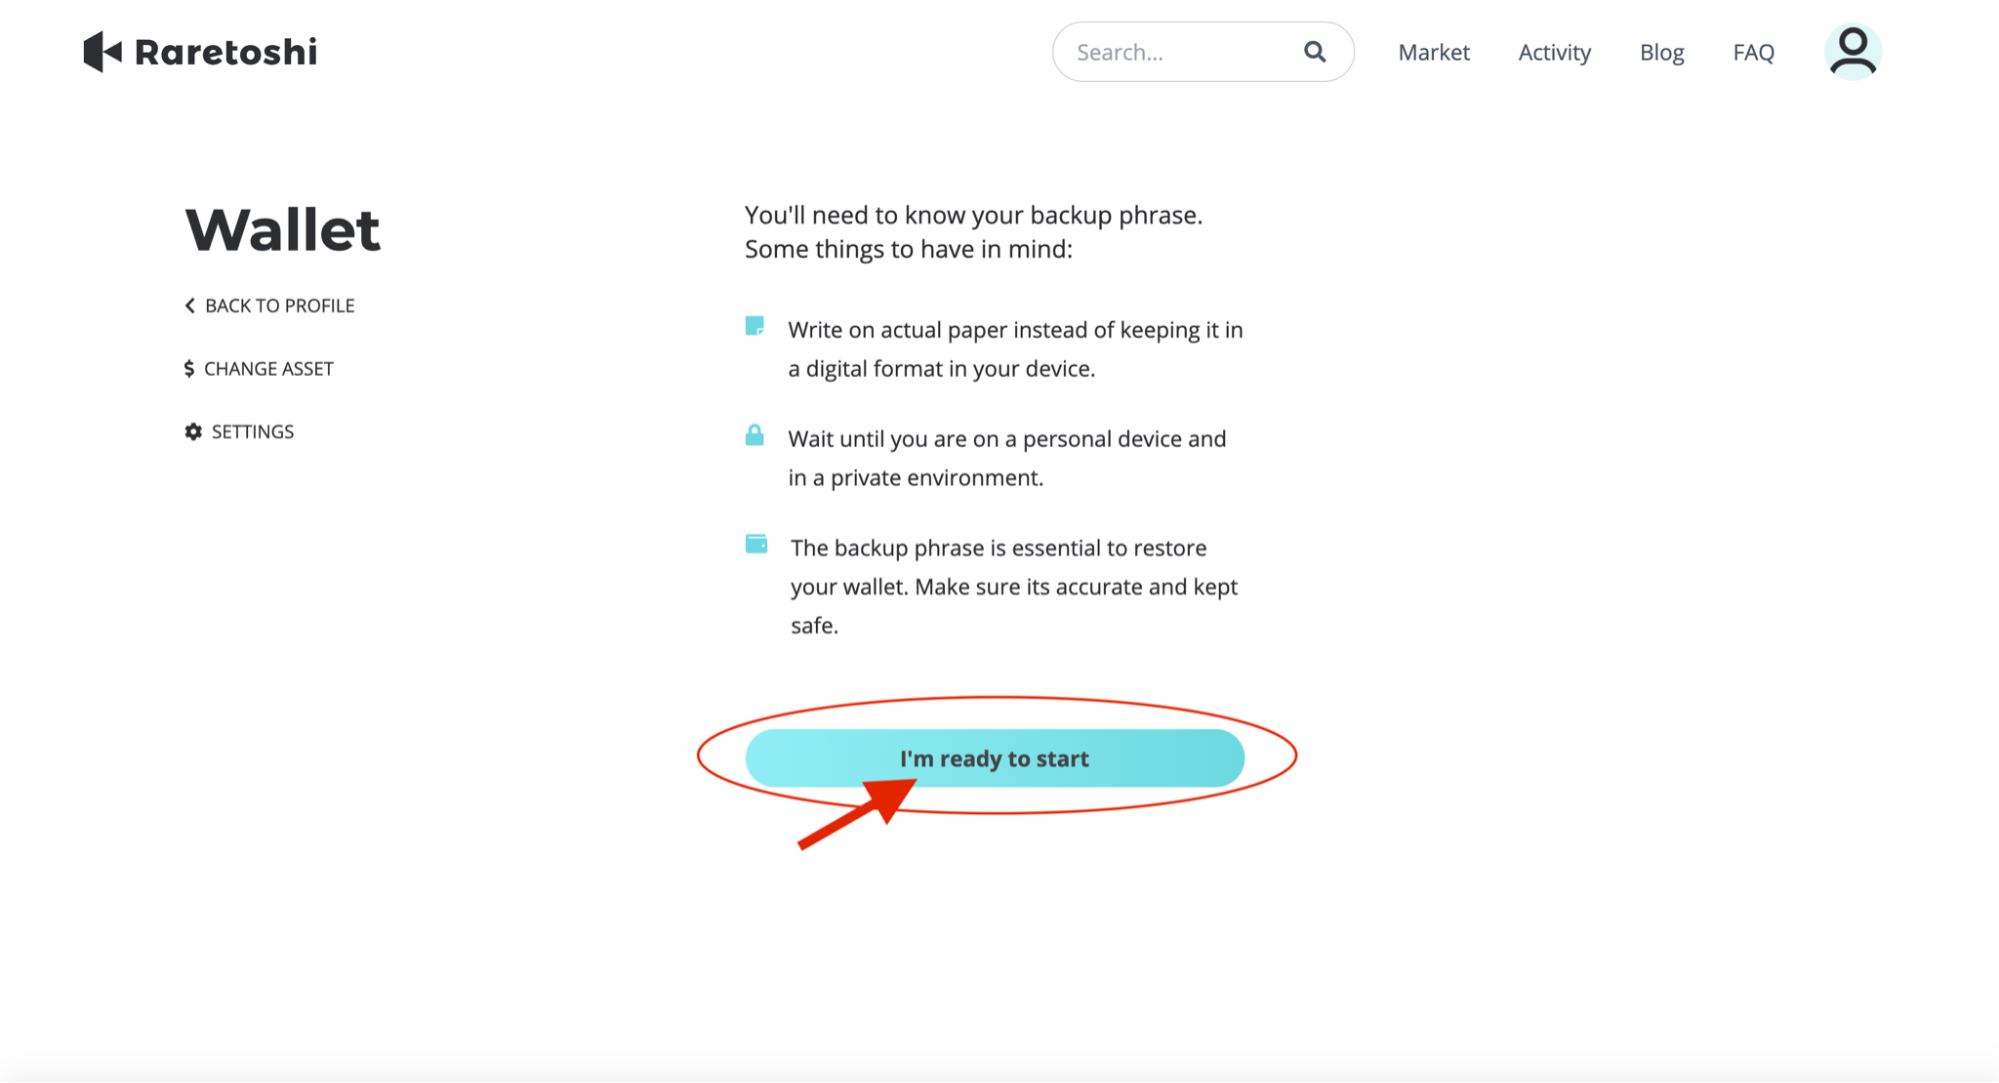 Raretoshi
Search...
Market
Activity
Blog
FAQ
Wallet
BACK TO PROFILE
$ CHANGE ASSET
SETTINGS
You'll need to know your backup phrase.
Some things to have in mind:
Write on actual paper instead of keeping it in
a digital format in your device.
Wait until you are on a personal device and
in a private environment.
The backup phrase is essential to restore
your wallet. Make sure its accurate and kept
safe.
I'm ready to start